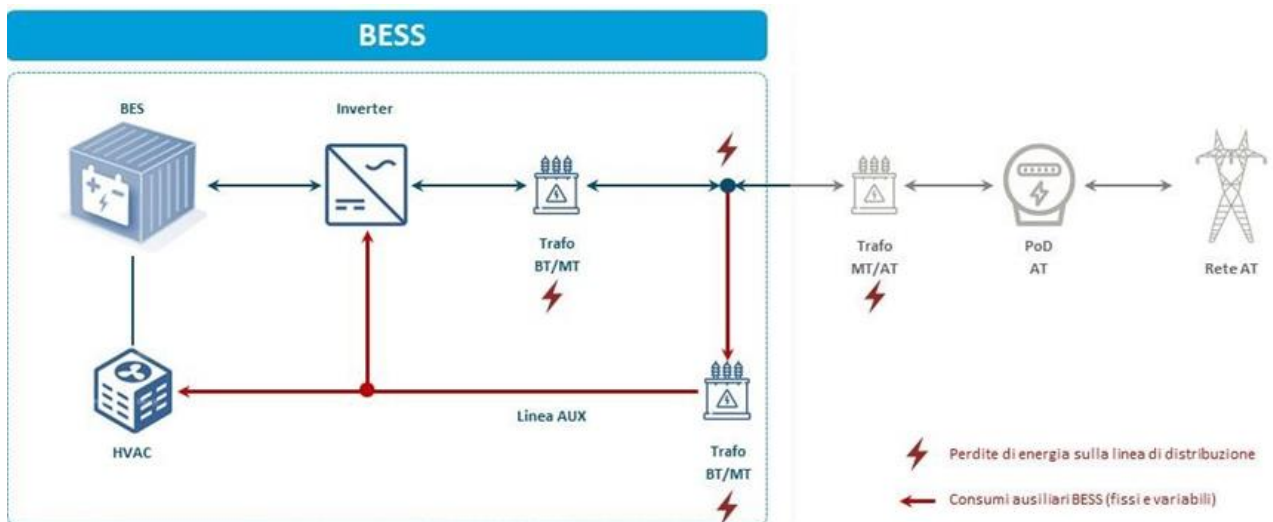 BESS
BES
Inverter
Trafo
BT/MT
Trafo
MT/AT
PoD
AT
Rete AT
HVAC
Linea AUX
Trafo
BT/MT
Perdite di energia sulla linea di distribuzione
Consumi ausiliari BESS (fissi e variabili)